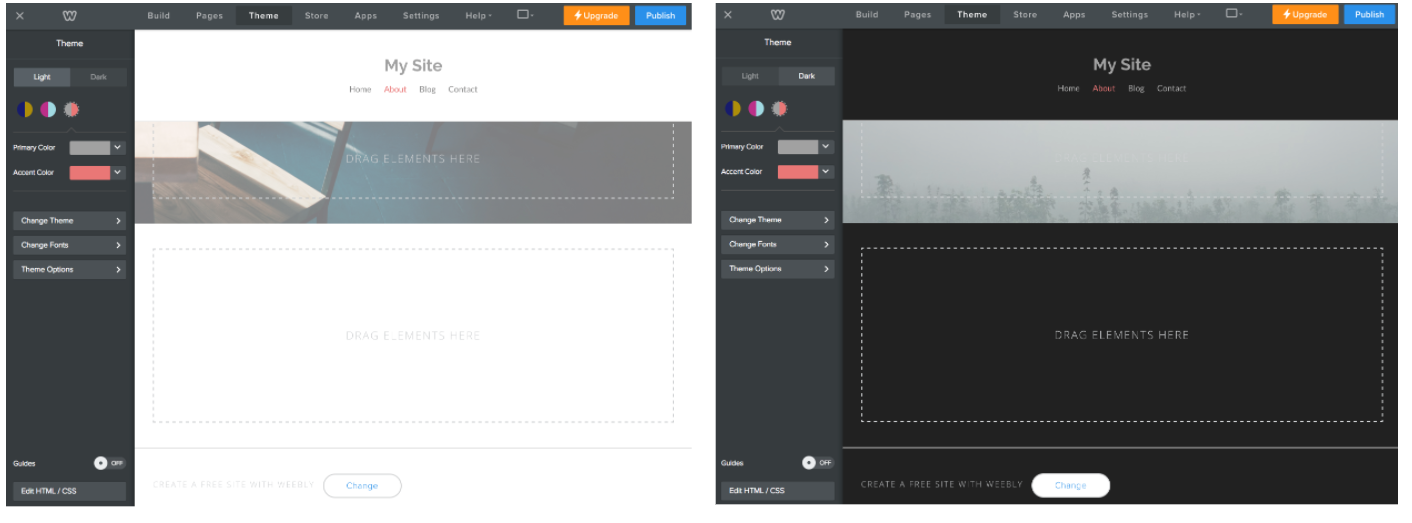 Build Pages Theme Store Apps Settings Help Upgrade Publish
Theme
Light Dark
Primary Color
Accent Color
Change Theme
Change Fonts
Theme Options
Guides OFF
Edit HTML / CSS
My Site
Home About Blog Contact
DRAG ELEMENTS HERE
DRAG ELEMENTS HERE
CREATE A FREE SITE WITH WEEBLY Change
Build Pages Theme Store Apps Settings Help Upgrade Publish
Theme
Light Dark
Primary Color
Accent Color
Change Theme
Change Fonts
Theme Options
Guides OFF
Edit HTML / CSS
My Site
Home About Blog Contact
DRAG ELEMENTS HERE
DRAG ELEMENTS HERE
CREATE A FREE SITE WITH WEEBLY Change